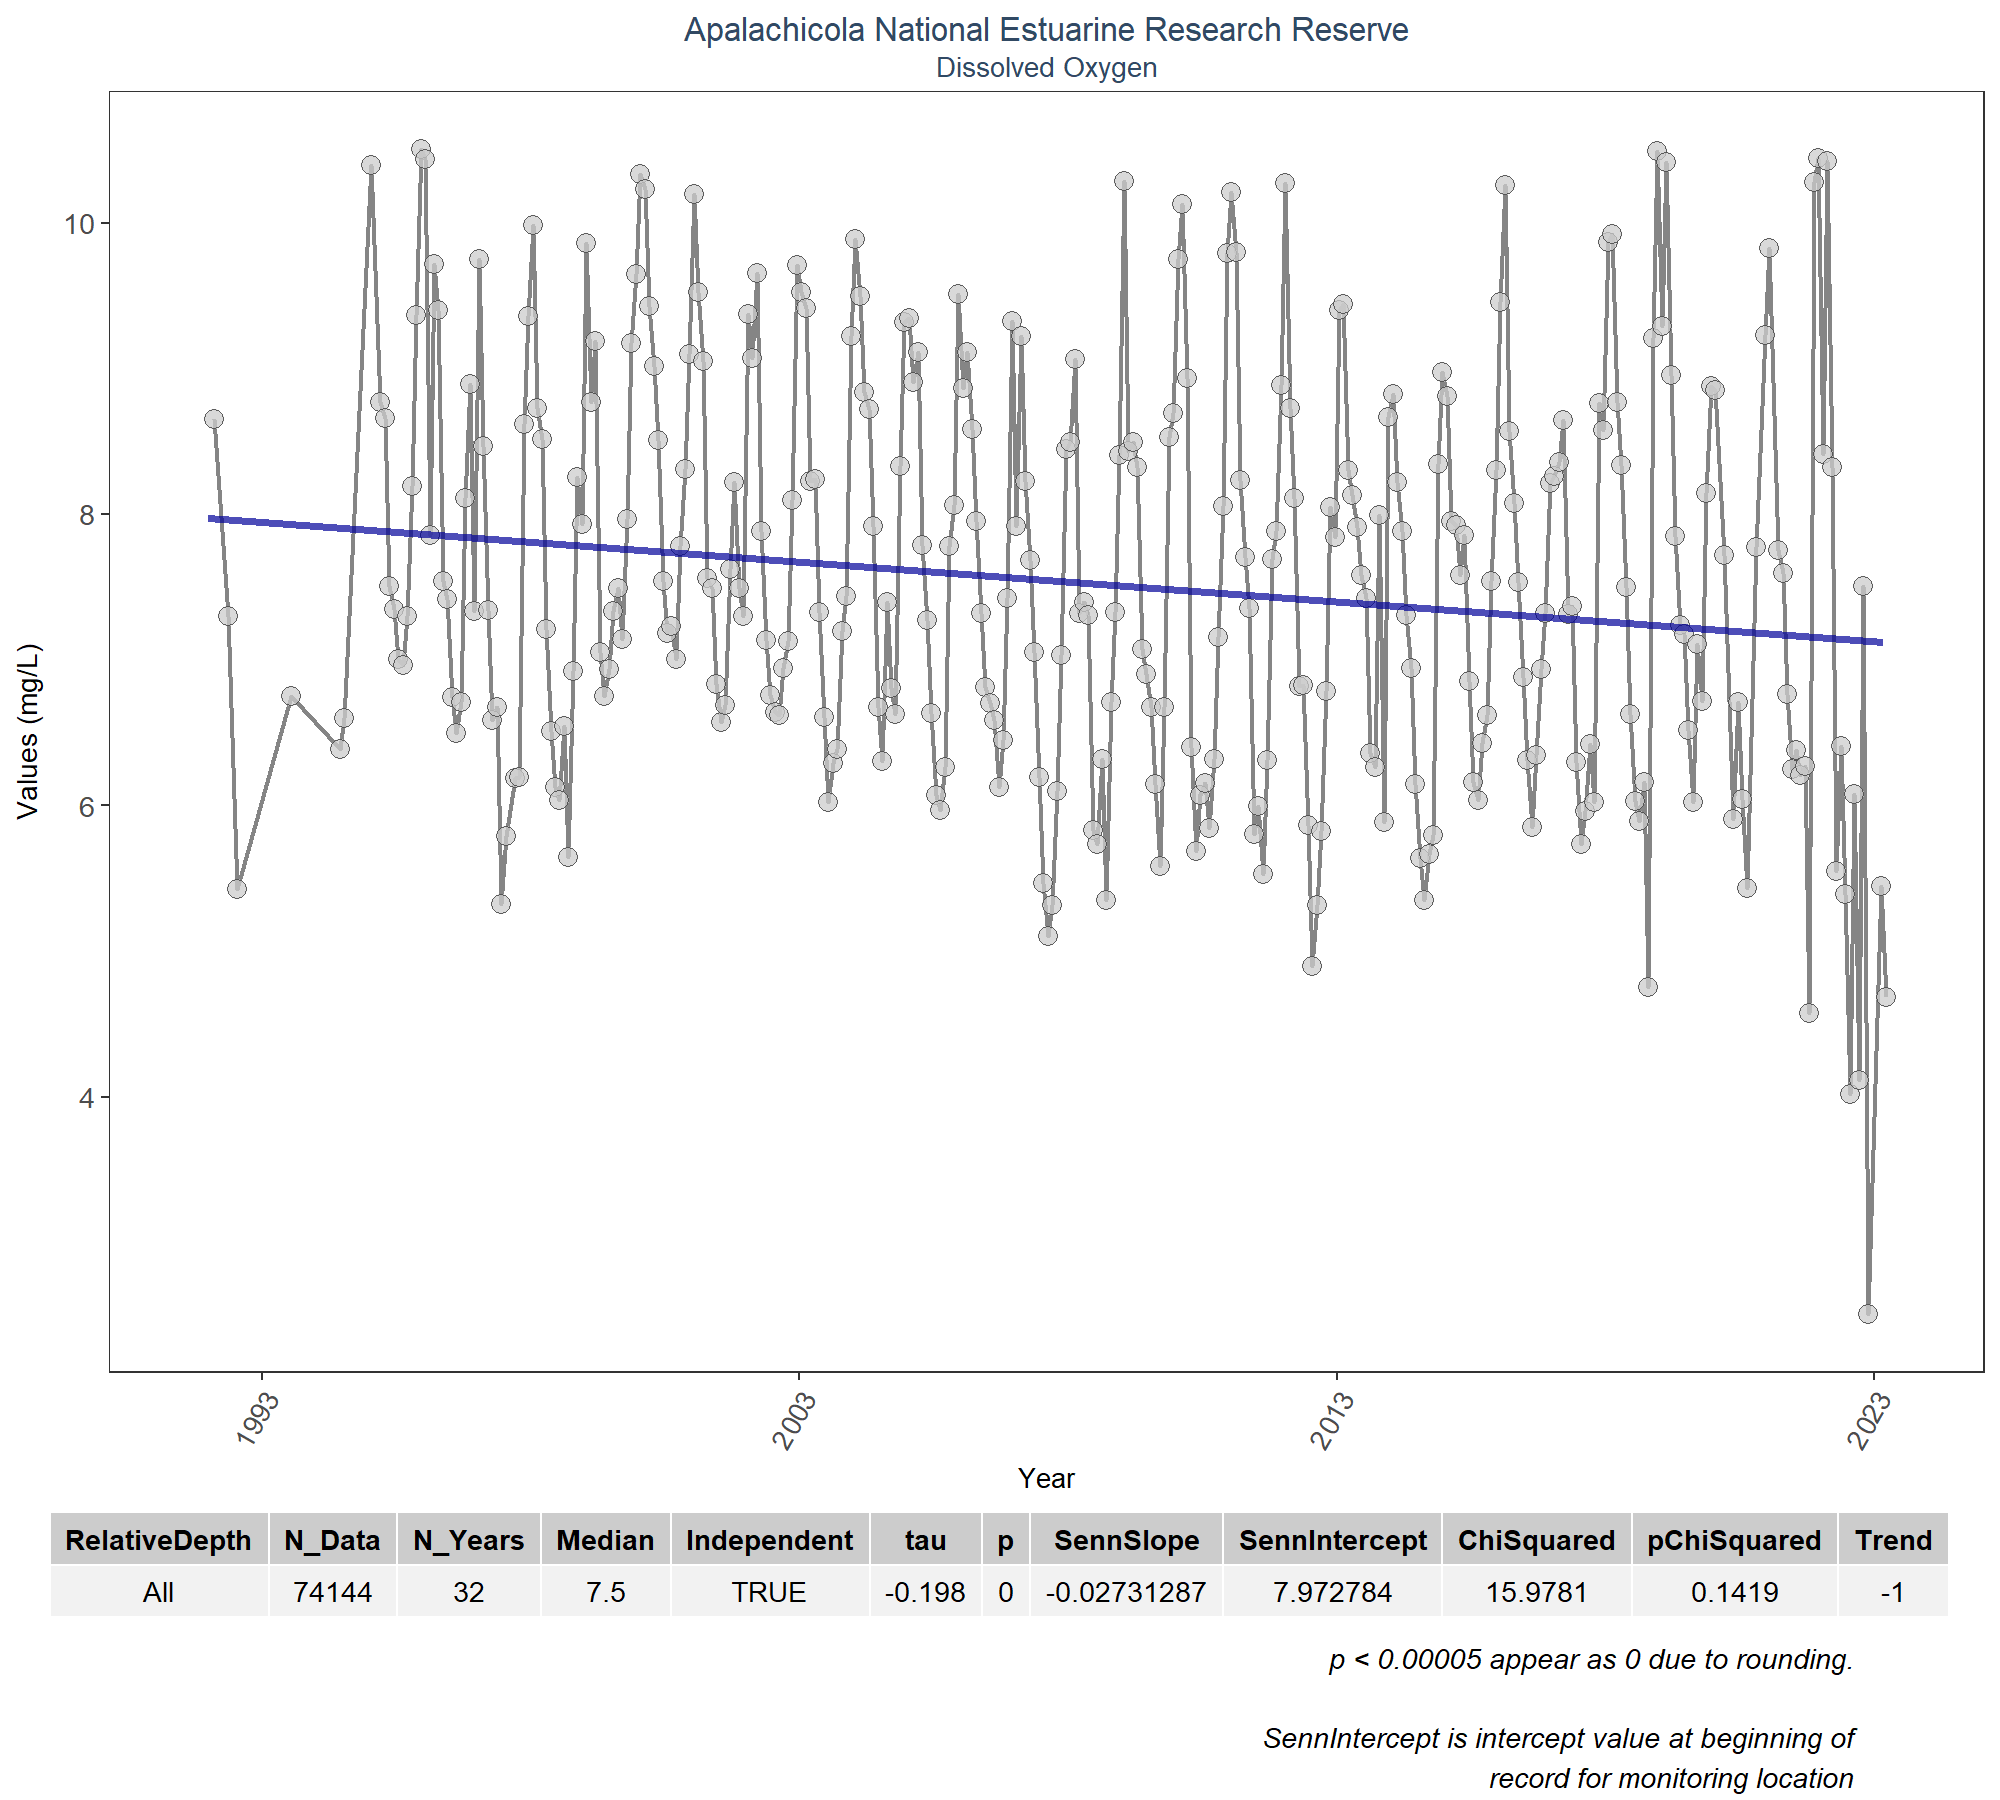 Apalachicola National Estuarine Research Reserve
Dissolved Oxygen
Values (mg/L)
10
8
6
4
1993
2003
2013
2023
Year
RelativeDepth N_Data N_Years Median Independent tau p SennSlope SennIntercept ChiSquared pChiSquared Trend
All 74144 32 7.5 TRUE -0.198 0 -0.02731287 7.972784 15.9781 0.1419 -1
p < 0.00005 appear as 0 due to rounding.
SennIntercept is intercept value at beginning of
record for monitoring location